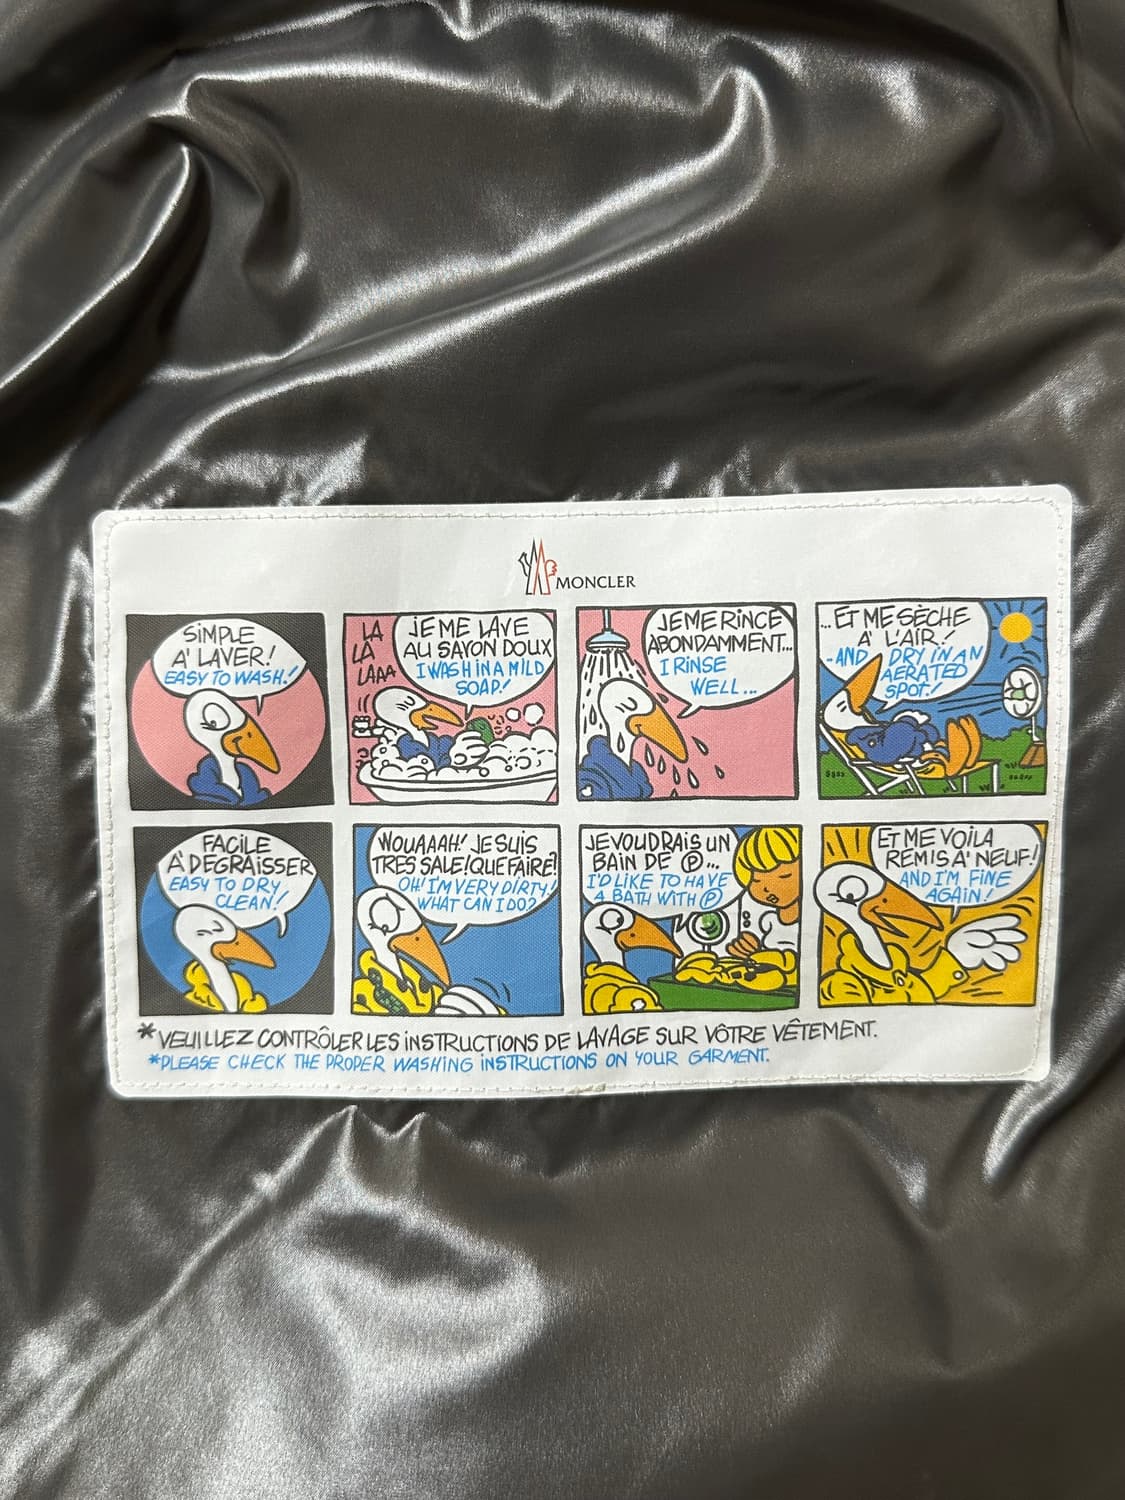 MONCLER
SiMPLE
A' LAVER!
EASY TO WASH!
LA
LÀ
LAAA
JE ME LAVE
AU SAVON DOUX
I WASH IN A MILD
SOAP!
JE ME RiNCE
ABONDAMMENT...
I RiNSE
WELL...
...ET ME SÈCHE
A' L'AIR!
-AND DRY IN AN
AERATED
SPOT!
FACiLE
A' DEGRAiSSER
EASY TO DRY
CLEAN!
WOUAAAH! JE SUIS
TRES SALE! QUE FAIRE?
OH! I'M VERY DIRTY!
WHAT CAN I DO?
JE VOUDRAIS UN
BAIN DE Ⓟ...
I'D LIKE TO HAVE
A BATH WITH Ⓟ
ET ME VOILA
REMIS A' NEUF!
AND I'M FINE
AGAIN!
*VEUILLEZ CONTRÔLER LES iNSTRUCTIONS DE LAVAGE SUR VÔTRE VÊTEMENT.
*PLEASE CHECK THE PROPER WASHING iNSTRUCTIONS ON YOUR GARMENT.